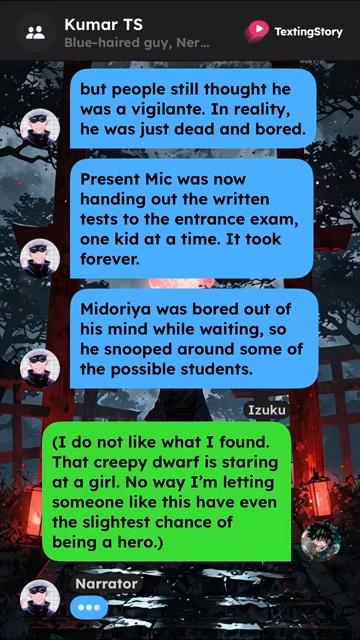 Kumar TS
Blue-haired guy, Ner...
TextingStory
but people still thought he
was a vigilante. In reality,
he was just dead and bored.
Present Mic was now
handing out the written
tests to the entrance exam,
one kid at a time. It took
forever.
Midoriya was bored out of
his mind while waiting, so
he snooped around some of
the possible students.
Izuku
(I do not like what I found.
That creepy dwarf is staring
at a girl. No way I'm letting
someone like this have even
the slightest chance of
being a hero.)
Narrator